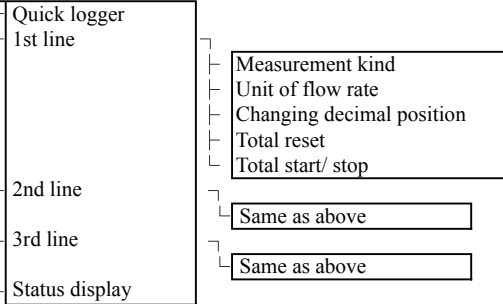 Quick logger
1st line
Measurement kind
Unit of flow rate
Changing decimal position
Total reset
Total start/ stop
2nd line
Same as above
3rd line
Same as above
Status display